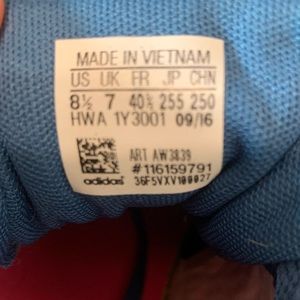 MADE IN VIETNAM
US UK FR JP CHN
8½ 7 40⅔ 255 250
HWA 1Y3001 09/16
ART AW3839
#116159791
adidas 36F5VXV100027